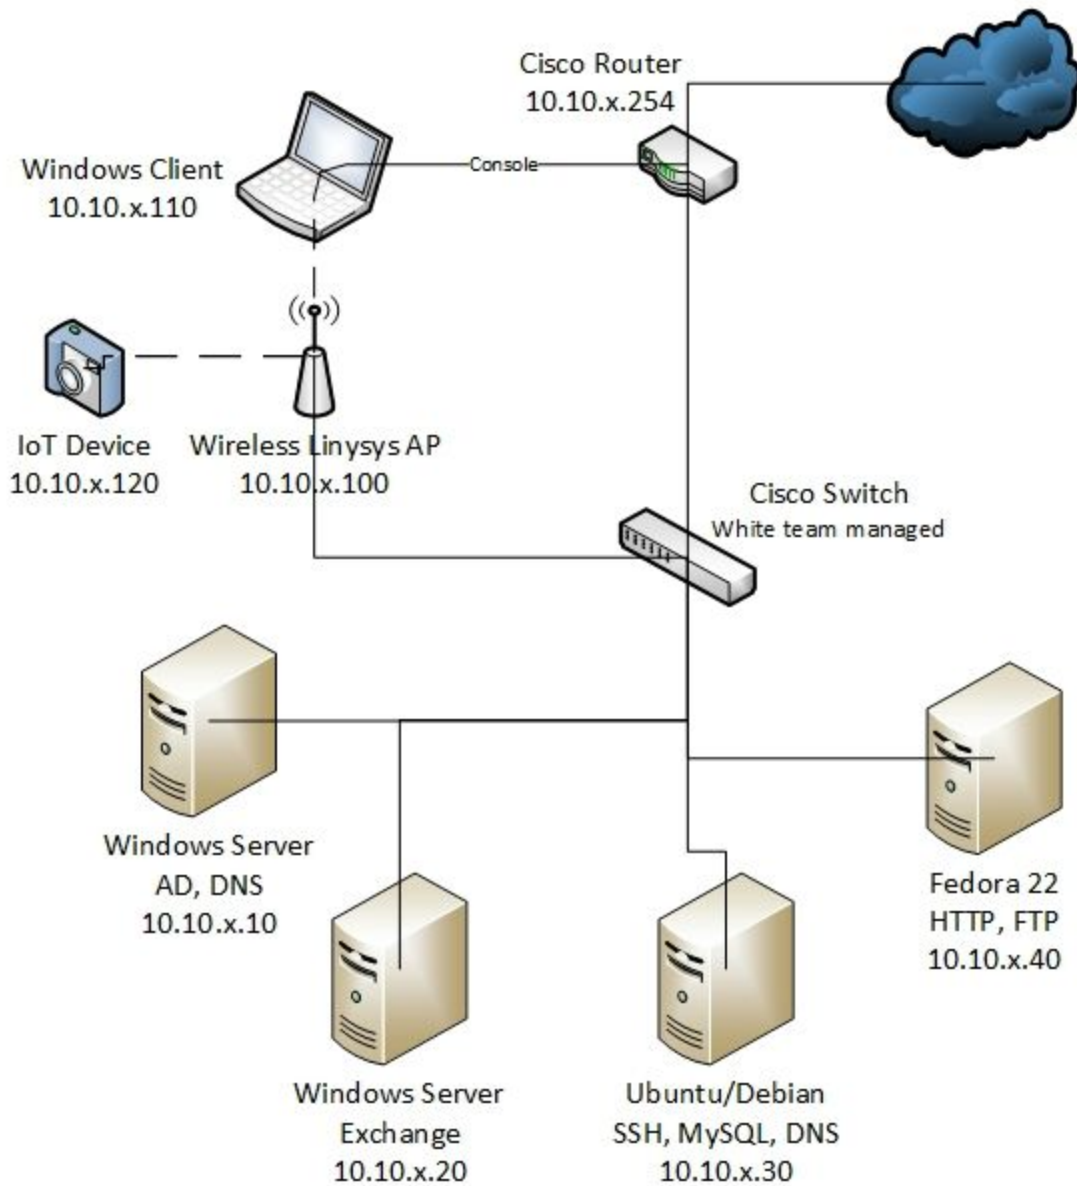 Cisco Router
10.10.x.254
Windows Client
10.10.x.110
Console
IoT Device
10.10.x.120
Wireless Linysys AP
10.10.x.100
Cisco Switch
White team managed
Windows Server
AD, DNS
10.10.x.10
Fedora 22
HTTP, FTP
10.10.x.40
Windows Server
Exchange
10.10.x.20
Ubuntu/Debian
SSH, MySQL, DNS
10.10.x.30